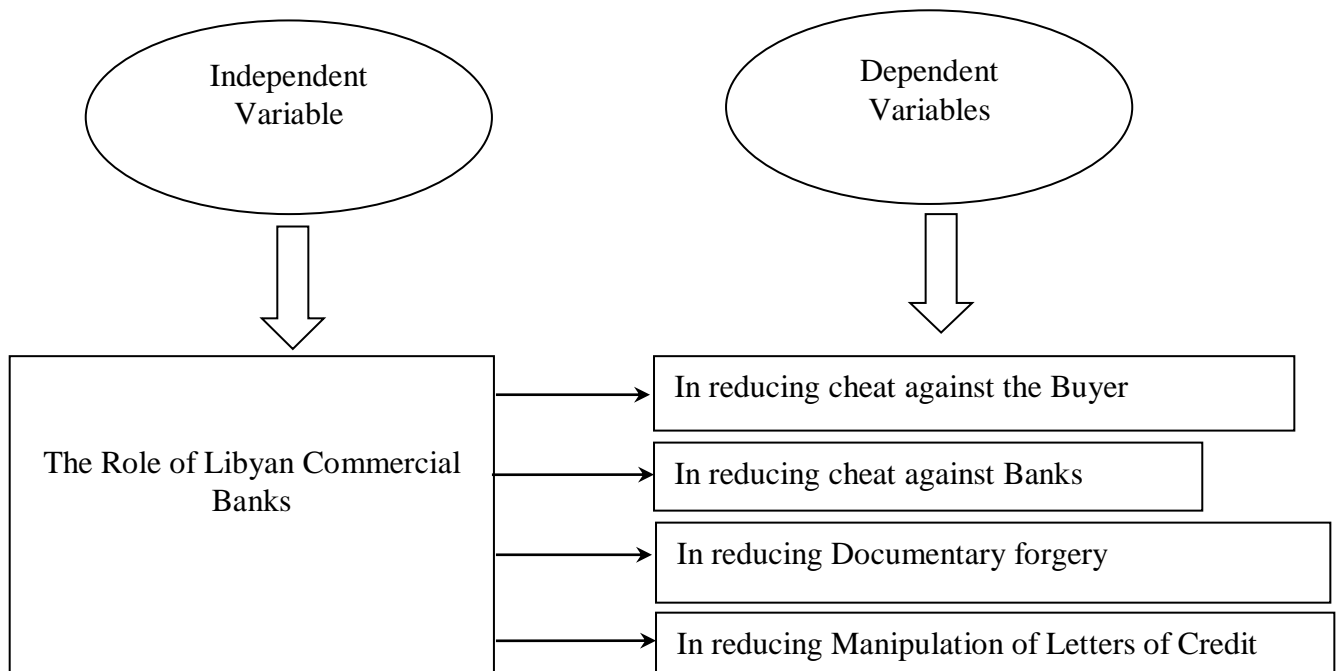 Independent
Variable
Dependent
Variables
The Role of Libyan Commercial
Banks
In reducing cheat against the Buyer
In reducing cheat against Banks
In reducing Documentary forgery
In reducing Manipulation of Letters of Credit